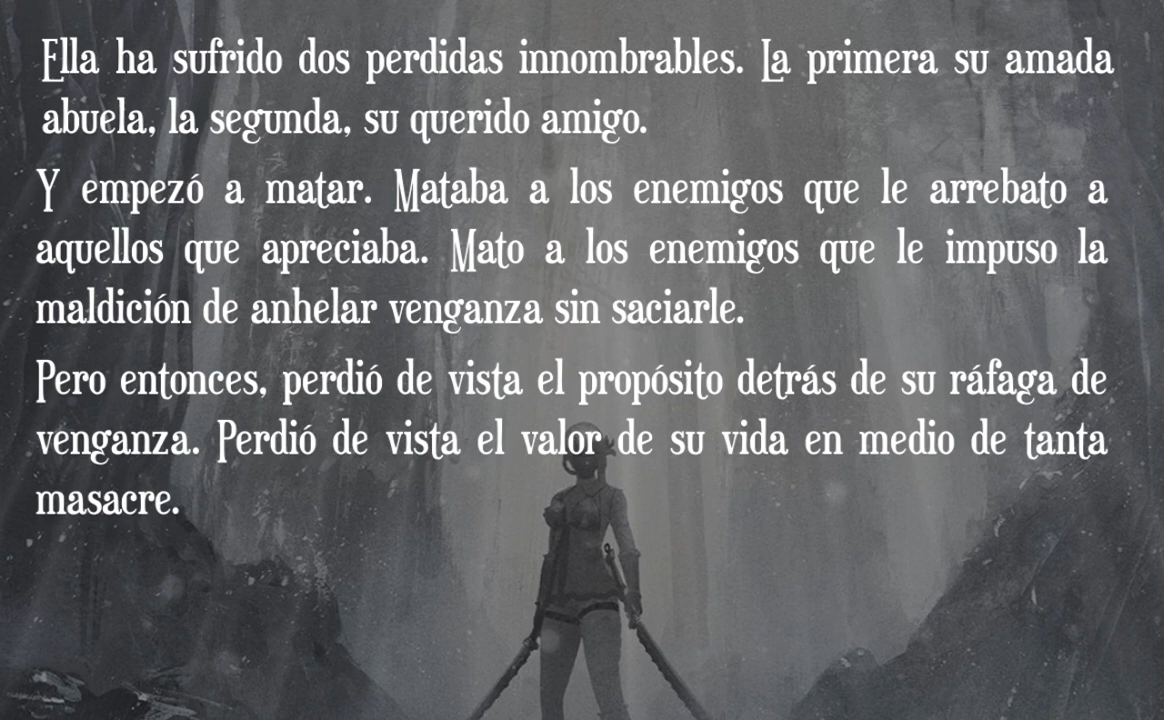 Ella ha sufrido dos perdidas innombrables. La primera su amada
abuela, la segunda, su querido amigo.
Y empezó a matar. Mataba a los enemigos que le arrebato a
aquellos que apreciaba. Mato a los enemigos que le impuso la
maldición de anhelar venganza sin saciarle.
Pero entonces, perdió de vista el propósito detrás de su ráfaga de
venganza. Perdió de vista el valor de su vida en medio de tanta
masacre.